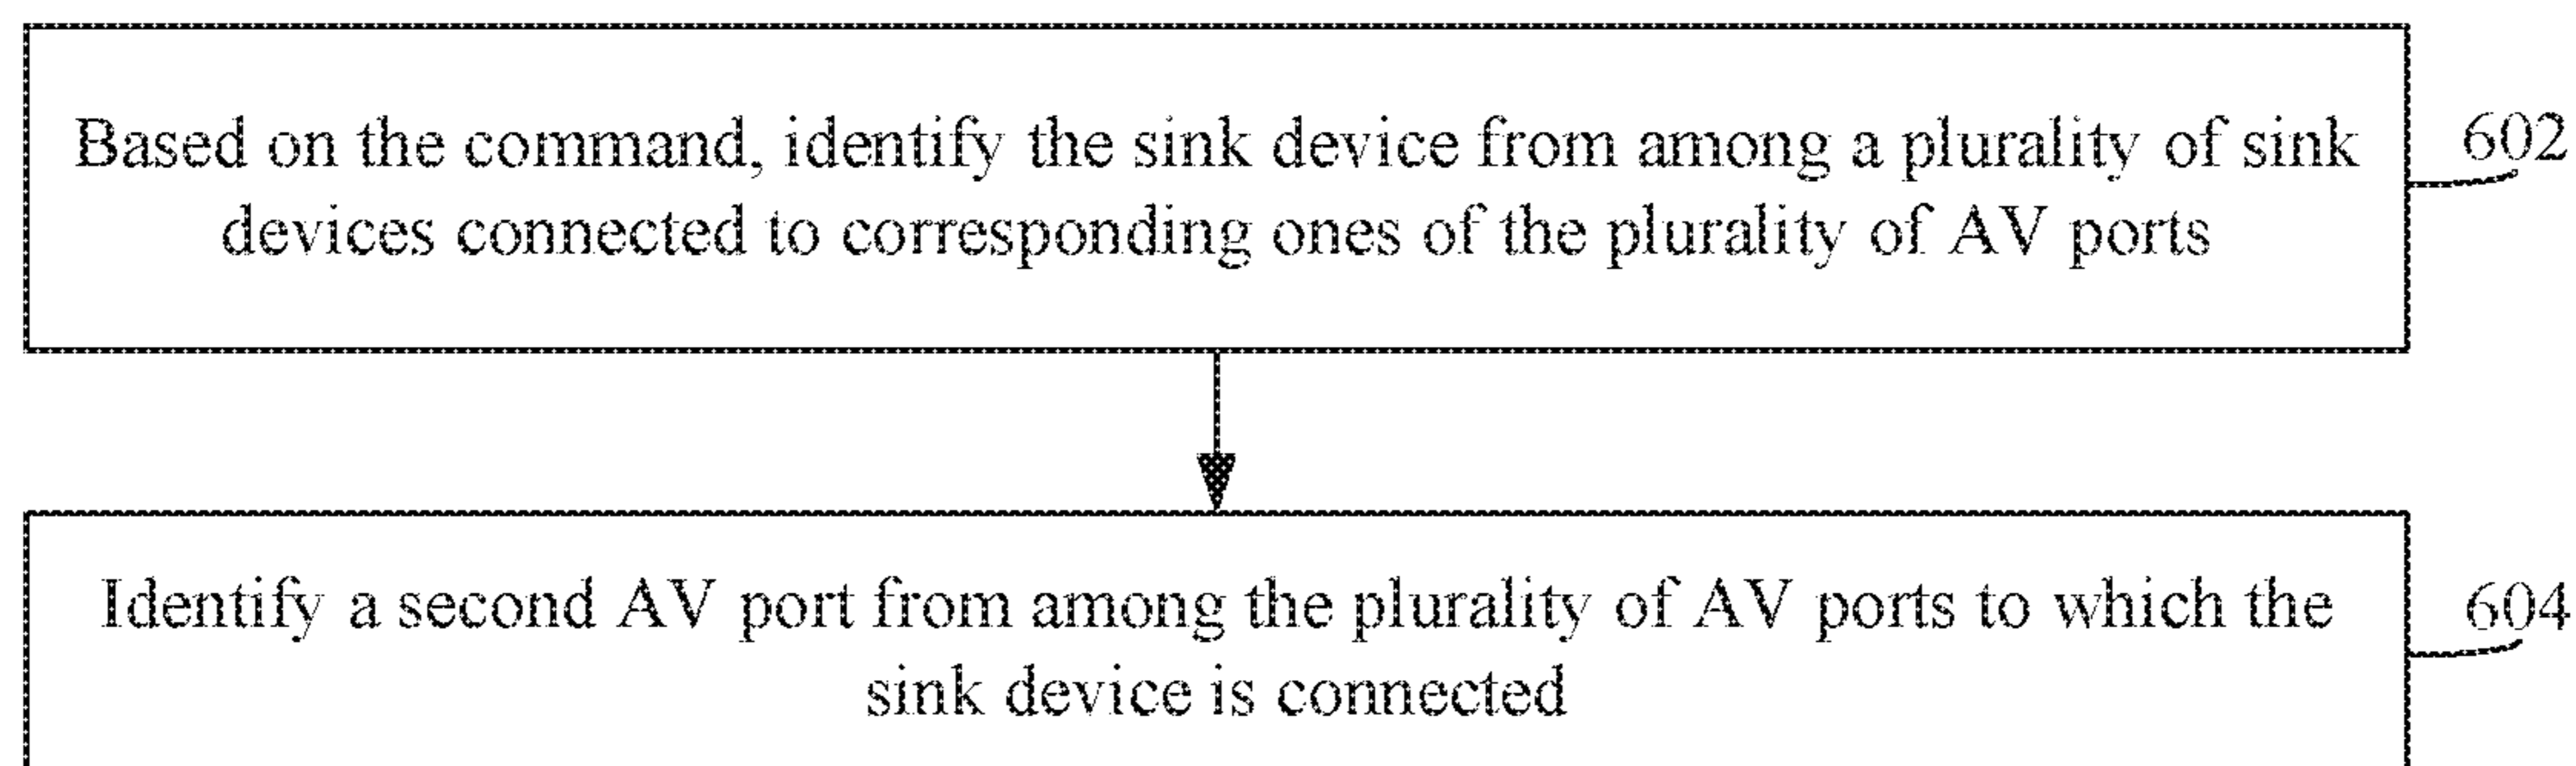 Based on the command, identify the sink device from among a plurality of sink
devices connected to corresponding ones of the plurality of AV ports
602
Identify a second AV port from among the plurality of AV ports to which the
sink device is connected
604